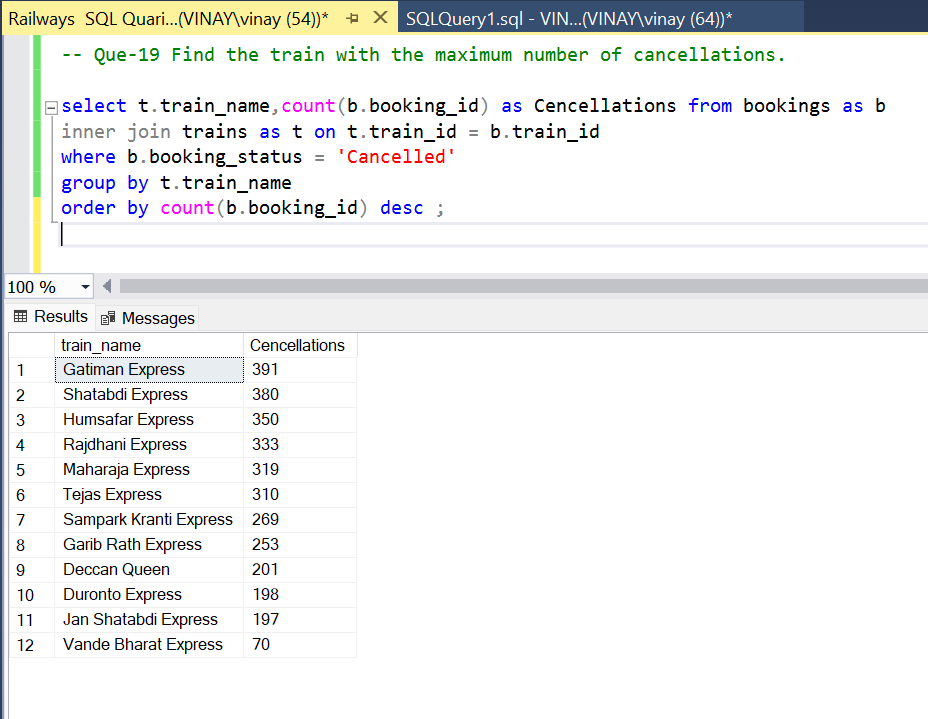 Railways SQL Quari...(VINAY\vinay (54))* SQLQuery1.sql - VIN...(VINAY\vinay (64))*
-- Que-19 Find the train with the maximum number of cancellations.
select t.train_name,count(b.booking_id) as Cencellations from bookings as b
inner join trains as t on t.train_id = b.train_id
where b.booking_status = 'Cancelled'
group by t.train_name
order by count(b.booking_id) desc ;
100 %
Results Messages
train_name Cencellations
1 Gatiman Express 391
2 Shatabdi Express 380
3 Humsafar Express 350
4 Rajdhani Express 333
5 Maharaja Express 319
6 Tejas Express 310
7 Sampark Kranti Express 269
8 Garib Rath Express 253
9 Deccan Queen 201
10 Duronto Express 198
11 Jan Shatabdi Express 197
12 Vande Bharat Express 70